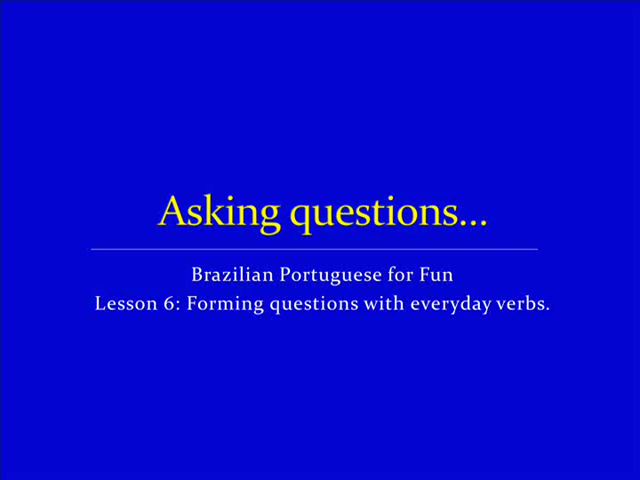 Asking questions...
Brazilian Portuguese for Fun
Lesson 6: Forming questions with everyday verbs.